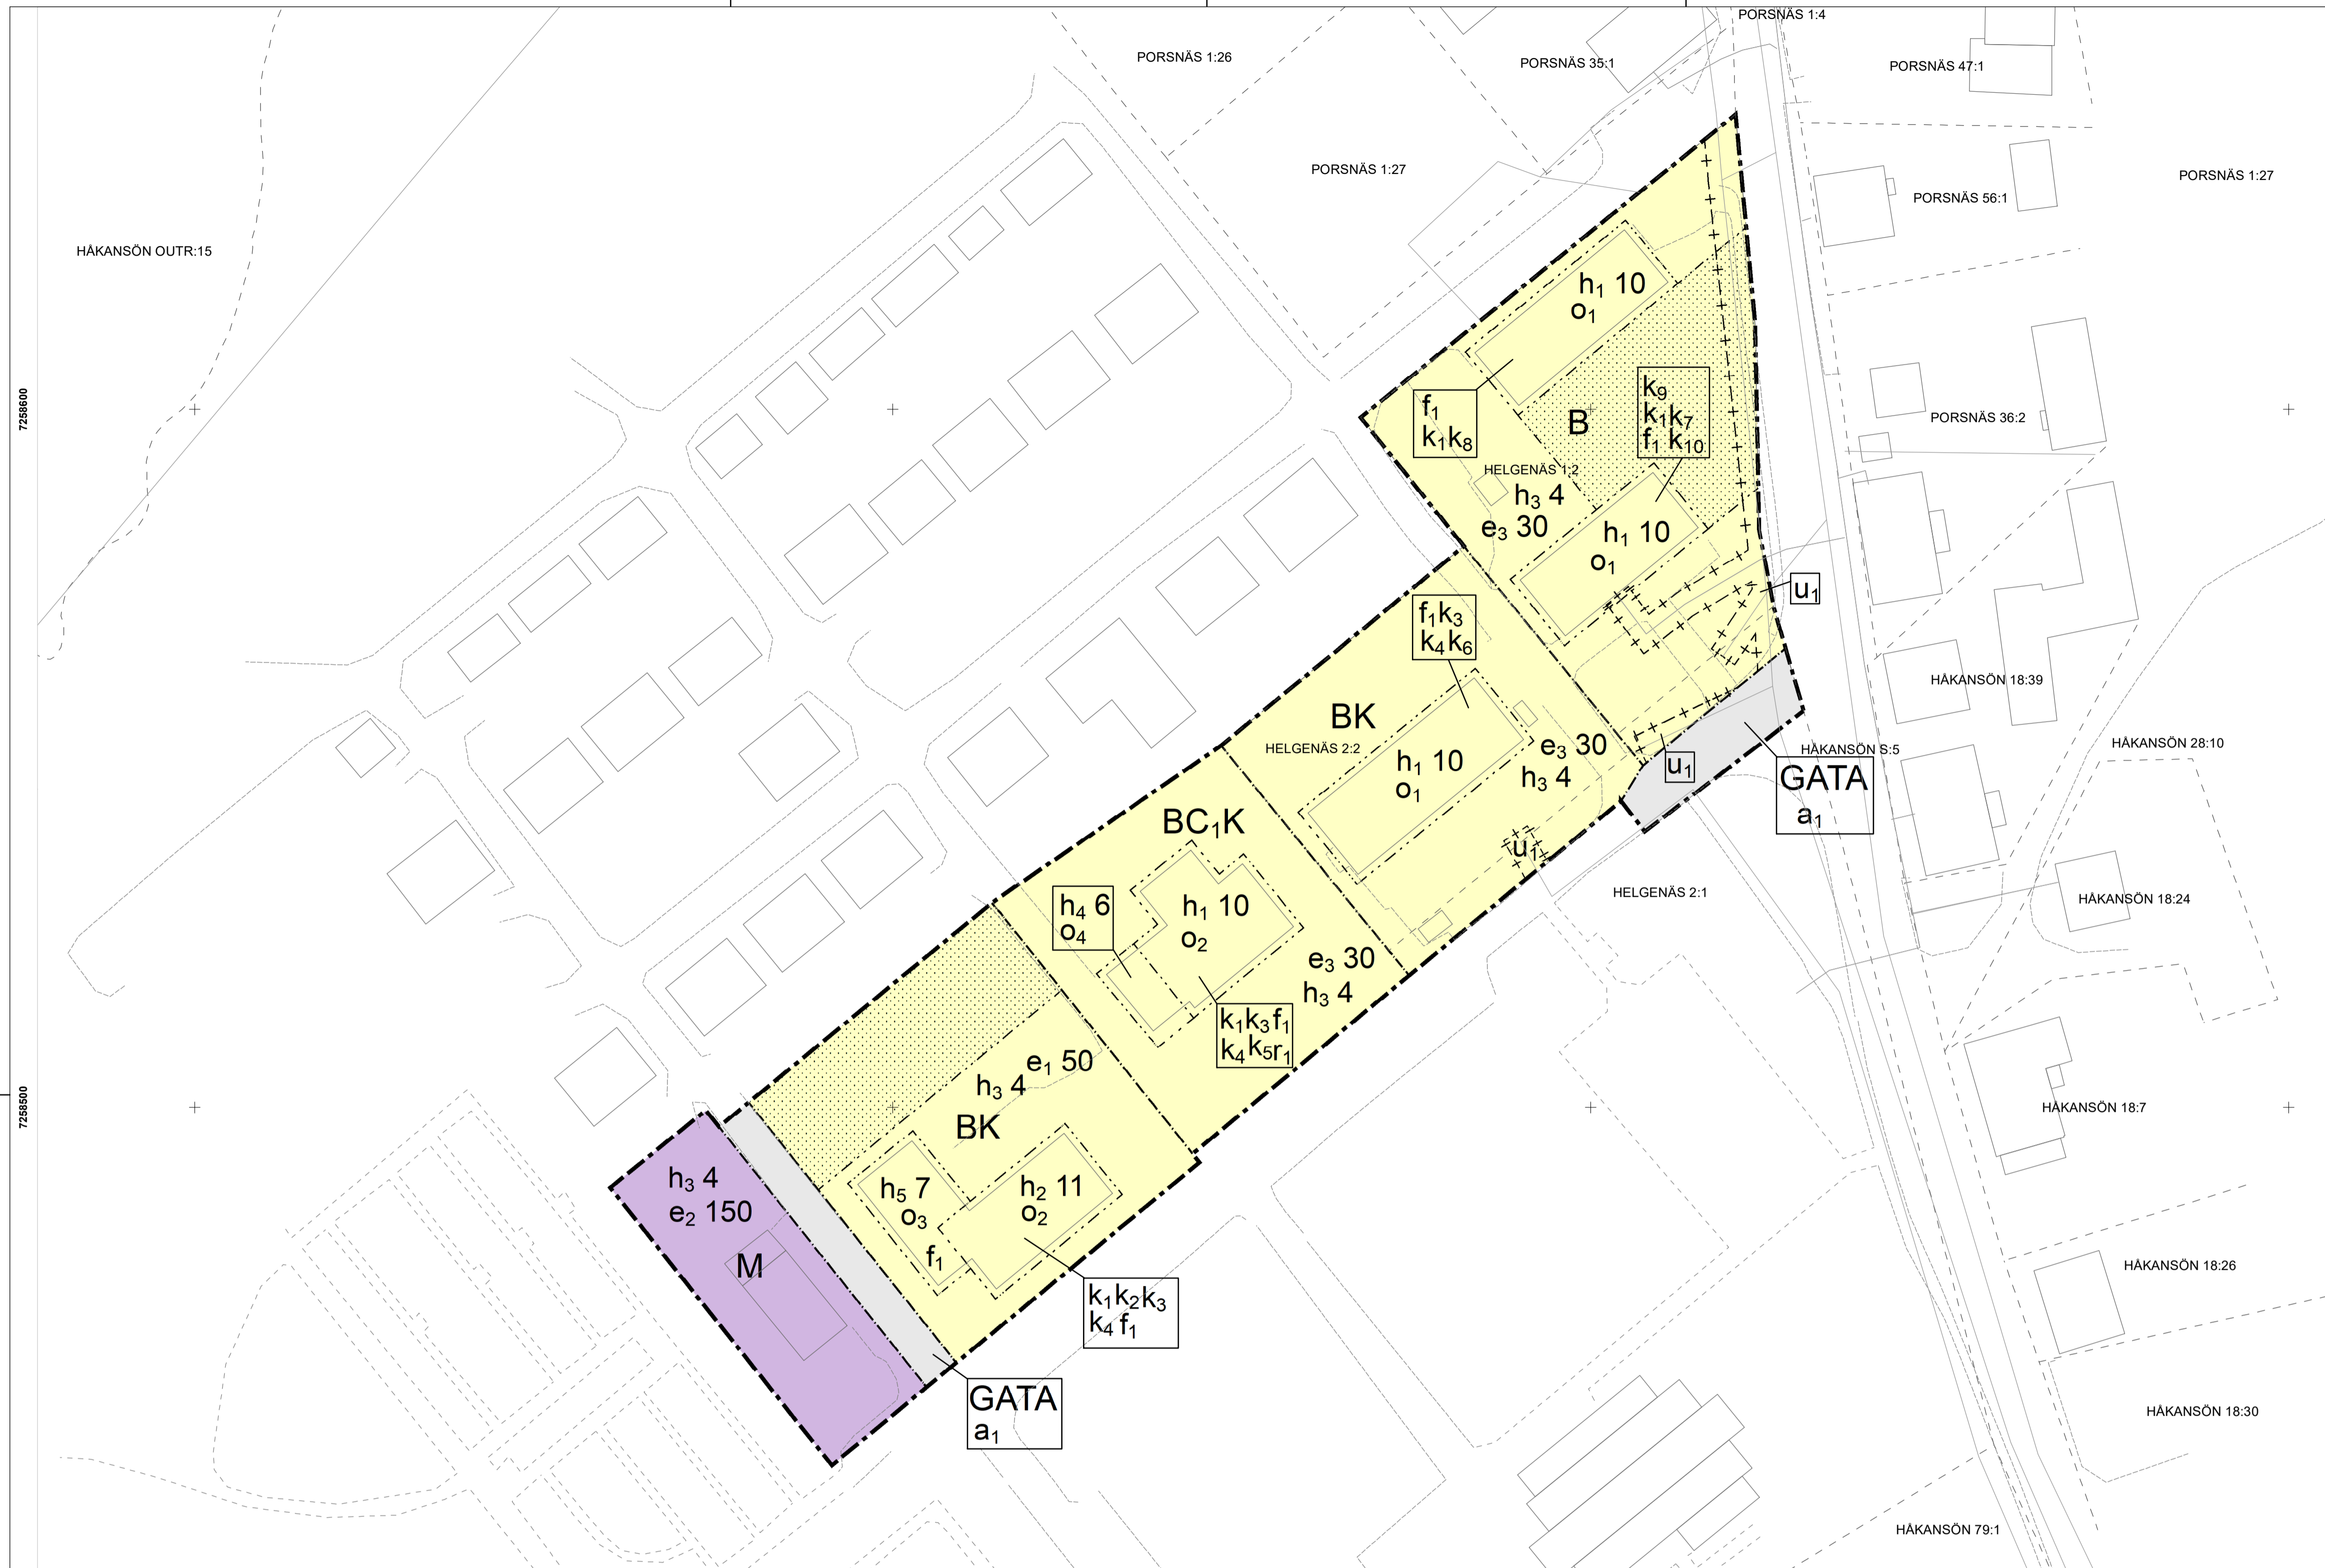 PORSNÄS 1:4
PORSNÄS 1:26
PORSNÄS 35:1
PORSNÄS 47:1
PORSNÄS 1:27
PORSNÄS 1:27
PORSNÄS 56:1
HÅKANSÖN OUTR:15
h₁ 10
o₁
7258600
f₁
k₁k₈
B
k₉
k₁k₇
f₁ k₁₀
PORSNÄS 36:2
HELGENÄS 1:2
h₃ 4
e₃ 30
h₁ 10
o₁
u₁
f₁k₃
k₄k₆
HÅKANSÖN 18:39
BK
HELGENÄS 2:2
h₁ 10
o₁
e₃ 30
h₃ 4
u₁
HÅKANSÖN S:5
GATA
a₁
HÅKANSÖN 28:10
BC₁K
u₁
h₄ 6
o₄
h₁ 10
o₂
HELGENÄS 2:1
HÅKANSÖN 18:24
e₃ 30
h₃ 4
k₁k₃f₁
k₄k₅r₁
e₁ 50
h₃ 4
BK
7258500
HÅKANSÖN 18:7
h₃ 4
e₂ 150
M
h₅ 7
o₃
f₁
h₂ 11
o₂
HÅKANSÖN 18:26
k₁k₂k₃
k₄f₁
GATA
a₁
HÅKANSÖN 18:30
HÅKANSÖN 79:1